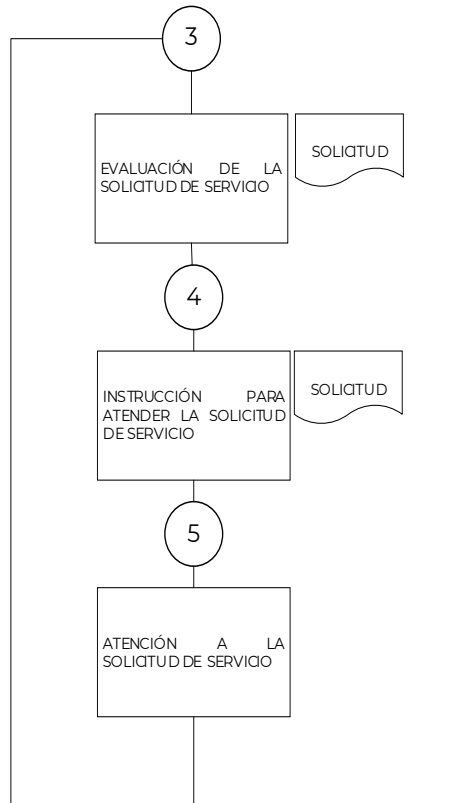 3
EVALUACIÓN DE LA
SOLICITUD DE SERVICIO
SOLICITUD
4
INSTRUCCIÓN PARA
ATENDER LA SOLICITUD
DE SERVICIO
SOLICITUD
5
ATENCIÓN A LA
SOLICITUD DE SERVICIO